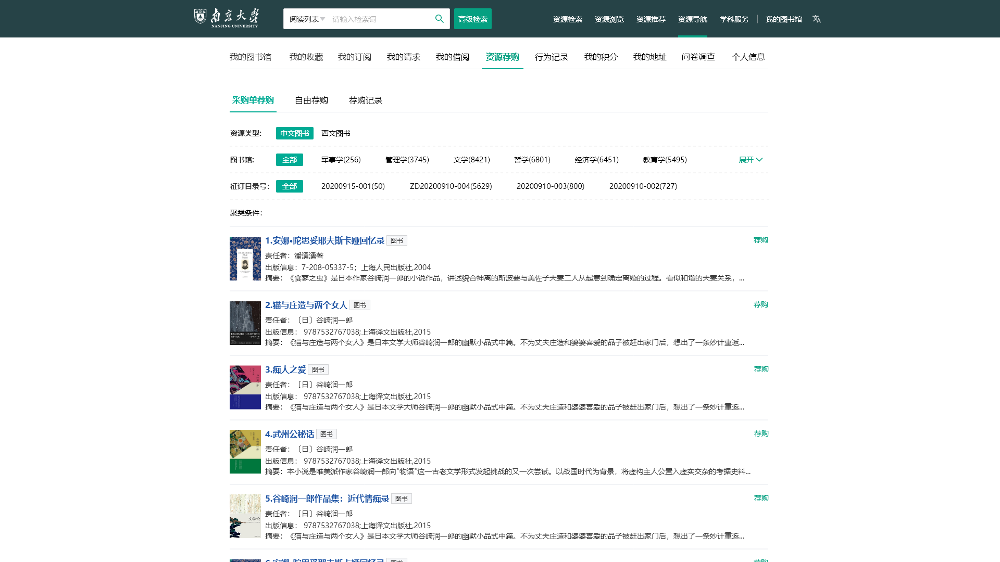 南京大学
NANJING UNIVERSITY
阅读列表 请输入检索词 高级检索
资源检索 资源浏览 资源推荐 资源导航 学科服务 我的图书馆
我的图书馆 我的收藏 我的订阅 我的请求 我的借阅 资源荐购 行为记录 我的积分 我的地址 问卷调查 个人信息
采购单荐购 自由荐购 荐购记录
资源类型: 中文图书 西文图书
图书馆: 全部 军事学(256) 管理学(3745) 文学(8421) 哲学(6801) 经济学(6451) 教育学(5495) 展开
征订目录号: 全部 20200915-001(50) ZD20200910-004(5629) 20200910-003(800) 20200910-002(727)
聚类条件:
1.安娜•陀思妥耶夫斯卡娅回忆录 图书 荐购
责任者：潘湧湧著
出版信息：7-208-05337-5；上海人民出版社,2004
摘要：《食蓼之虫》是日本作家谷崎润一郎的小说作品，讲述貌合神离的斯波要与美佐子夫妻二人从起意到确定离婚的过程。看似和谐的夫妻关系，...
2.猫与庄造与两个女人 图书 荐购
责任者：〔日〕谷崎润一郎
出版信息： 9787532767038;上海译文出版社,2015
摘要：《猫与庄造与两个女人》是日本文学大师谷崎润一郎的幽默小品式中篇。不为丈夫庄造和婆婆喜爱的品子被赶出家门后，想出了一条妙计重返...
TANIZAKI JUNICHIRO
3.痴人之爱 图书 荐购
责任者：〔日〕谷崎润一郎
出版信息： 9787532767038;上海译文出版社,2015
摘要：《猫与庄造与两个女人》是日本文学大师谷崎润一郎的幽默小品式中篇。不为丈夫庄造和婆婆喜爱的品子被赶出家门后，想出了一条妙计重返...
4.武州公秘话 图书 荐购
责任者：〔日〕谷崎润一郎
出版信息： 9787532767038;上海译文出版社,2015
摘要：本小说是唯美派作家谷崎润一郎向"物语"这一古老文学形式发起挑战的又一次尝试。以战国时代为背景，将虚构主人公置入虚实交杂的考据史料...
5.谷崎润一郎作品集：近代情痴录 图书 荐购
责任者：〔日〕谷崎润一郎
出版信息： 9787532767038;上海译文出版社,2015
摘要：《猫与庄造与两个女人》是日本文学大师谷崎润一郎的幽默小品式中篇。不为丈夫庄造和婆婆喜爱的品子被赶出家门后，想出了一条妙计重返...
文学论
6.安娜•陀思妥耶夫斯卡娅回忆录 图书 荐购